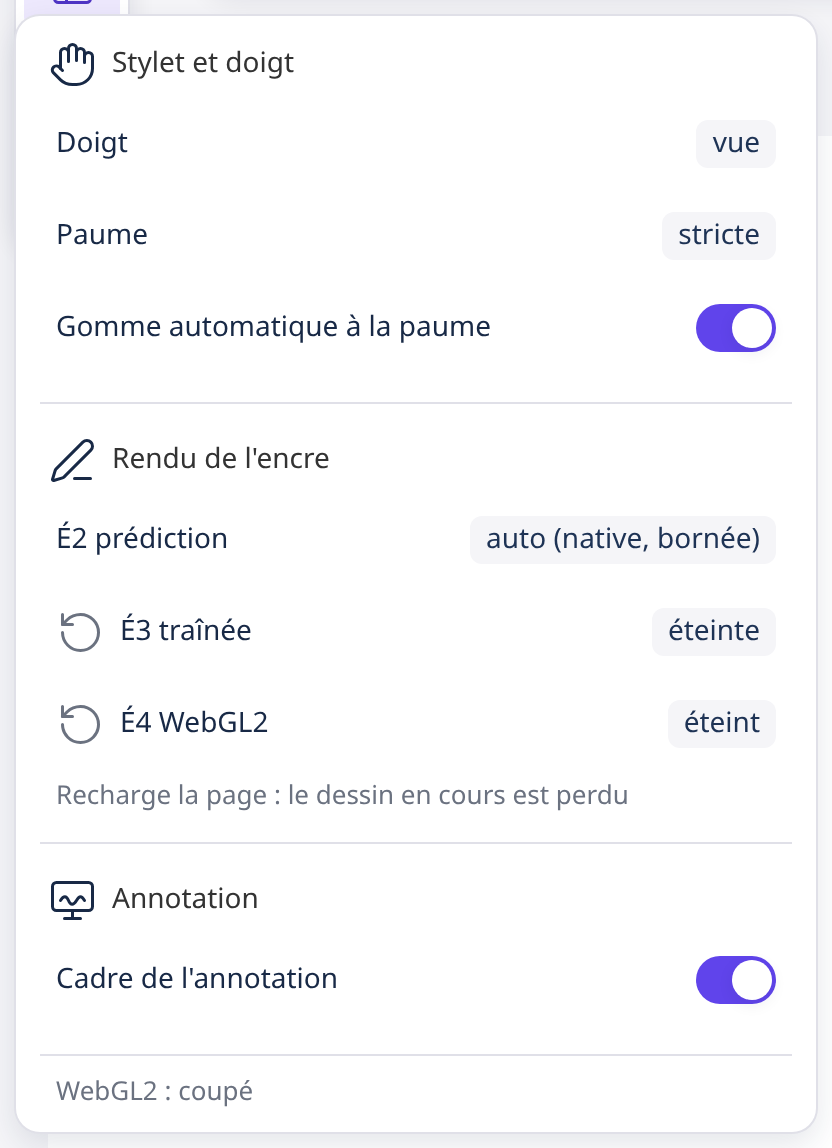 Stylet et doigt
Doigt vue
Paume stricte
Gomme automatique à la paume
Rendu de l'encre
É2 prédiction auto (native, bornée)
É3 traînée éteinte
É4 WebGL2 éteint
Recharge la page : le dessin en cours est perdu
Annotation
Cadre de l'annotation
WebGL2 : coupé